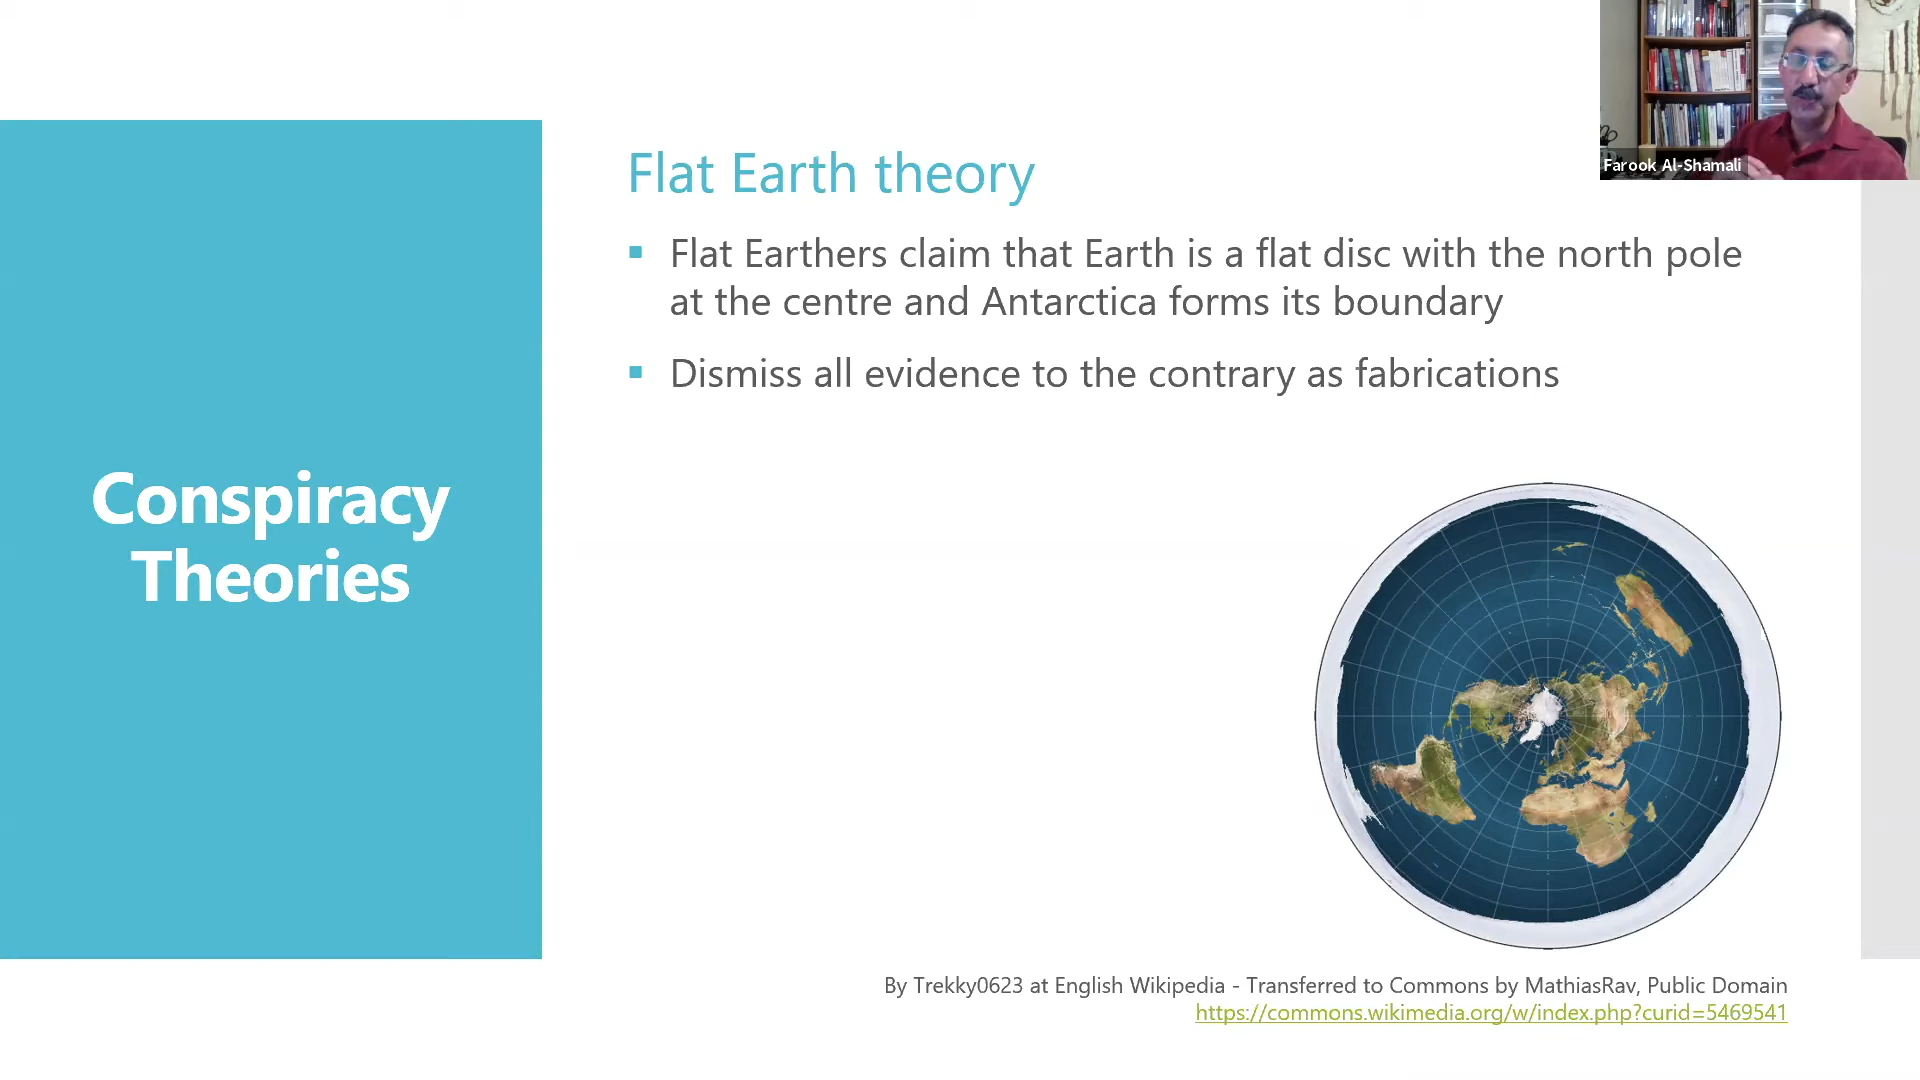 Farook Al-Shamali
Conspiracy
Theories
Flat Earth theory
Flat Earthers claim that Earth is a flat disc with the north pole
at the centre and Antarctica forms its boundary
Dismiss all evidence to the contrary as fabrications
By Trekky0623 at English Wikipedia - Transferred to Commons by MathiasRav, Public Domain
https://commons.wikimedia.org/w/index.php?curid=5469541